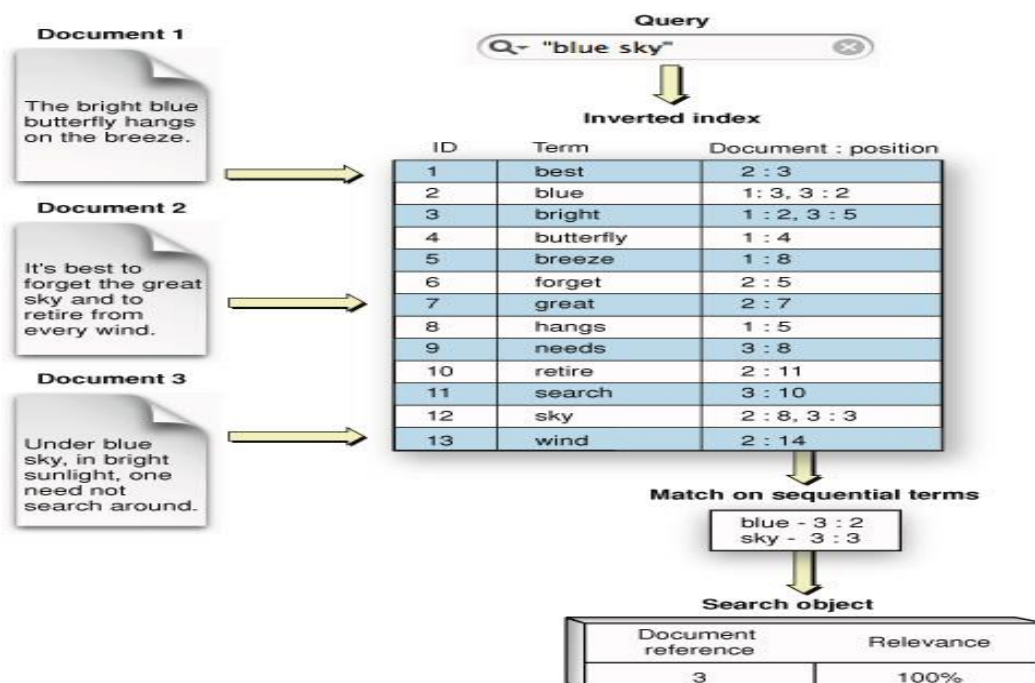 Document 1
The bright blue
butterfly hangs
on the breeze.
Document 2
It's best to
forget the great
sky and to
retire from
every wind.
Document 3
Under blue
sky, in bright
sunlight, one
need not
search around.
Query
"blue sky"
Inverted index
ID Term Document : position
1 best 2 : 3
2 blue 1: 3, 3 : 2
3 bright 1 : 2, 3 : 5
4 butterfly 1 : 4
5 breeze 1 : 8
6 forget 2 : 5
7 great 2 : 7
8 hangs 1 : 5
9 needs 3 : 8
10 retire 2 : 11
11 search 3 : 10
12 sky 2 : 8, 3 : 3
13 wind 2 : 14
Match on sequential terms
blue - 3 : 2
sky - 3 : 3
Search object
Document
reference Relevance
3 100%